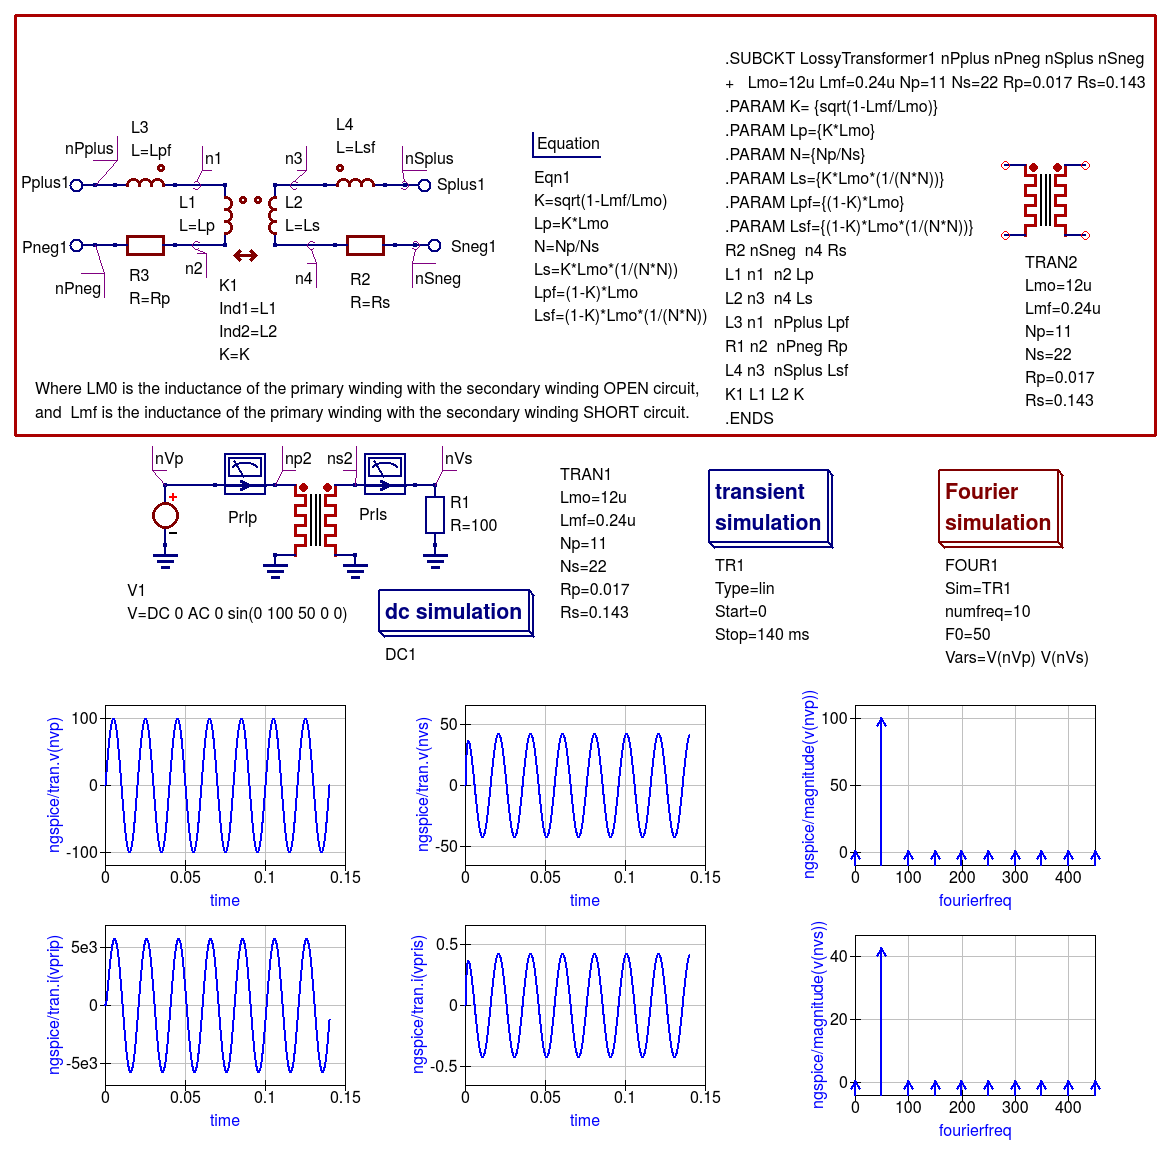 L3
L=Lpf
nPplus
n1
Pplus1
L1
L=Lp
Pneg1
n2
nPneg
R3
R=Rp
K1
Ind1=L1
Ind2=L2
K=K
L4
L=Lsf
n3
nSplus
Splus1
L2
L=Ls
Sneg1
n4
R2
R=Rs
nSneg
Equation
Eqn1
K=sqrt(1-Lmf/Lmo)
Lp=K*Lmo
N=Np/Ns
Ls=K*Lmo*(1/(N*N))
Lpf=(1-K)*Lmo
Lsf=(1-K)*Lmo*(1/(N*N))
.SUBCKT LossyTransformer1 nPplus nPneg nSplus nSneg
+ Lmo=12u Lmf=0.24u Np=11 Ns=22 Rp=0.017 Rs=0.143
.PARAM K= {sqrt(1-Lmf/Lmo)}
.PARAM Lp={K*Lmo}
.PARAM N={Np/Ns}
.PARAM Ls={K*Lmo*(1/(N*N))}
.PARAM Lpf={(1-K)*Lmo}
.PARAM Lsf={(1-K)*Lmo*(1/(N*N))}
R2 nSneg n4 Rs
L1 n1 n2 Lp
L2 n3 n4 Ls
L3 n1 nPplus Lpf
R1 n2 nPneg Rp
L4 n3 nSplus Lsf
K1 L1 L2 K
.ENDS
TRAN2
Lmo=12u
Lmf=0.24u
Np=11
Ns=22
Rp=0.017
Rs=0.143
Where LM0 is the inductance of the primary winding with the secondary winding OPEN circuit,
and Lmf is the inductance of the primary winding with the secondary winding SHORT circuit.
nVp
np2
ns2
nVs
PrIp
PrIs
R1
R=100
V1
V=DC 0 AC 0 sin(0 100 50 0 0)
dc simulation
DC1
TRAN1
Lmo=12u
Lmf=0.24u
Np=11
Ns=22
Rp=0.017
Rs=0.143
transient
simulation
TR1
Type=lin
Start=0
Stop=140 ms
Fourier
simulation
FOUR1
Sim=TR1
numfreq=10
F0=50
Vars=V(nVp) V(nVs)
ngspice/tran.v(nvp)
100
0
-100
0 0.05 0.1 0.15
time
ngspice/tran.v(nvs)
50
0
-50
0 0.05 0.1 0.15
time
ngspice/magnitude(v(nvp))
100
50
0
0 100 200 300 400
fourierfreq
ngspice/tran.i(vprip)
5e3
0
-5e3
0 0.05 0.1 0.15
time
ngspice/tran.i(vpris)
0.5
0
-0.5
0 0.05 0.1 0.15
time
ngspice/magnitude(v(nvs))
40
20
0
0 100 200 300 400
fourierfreq